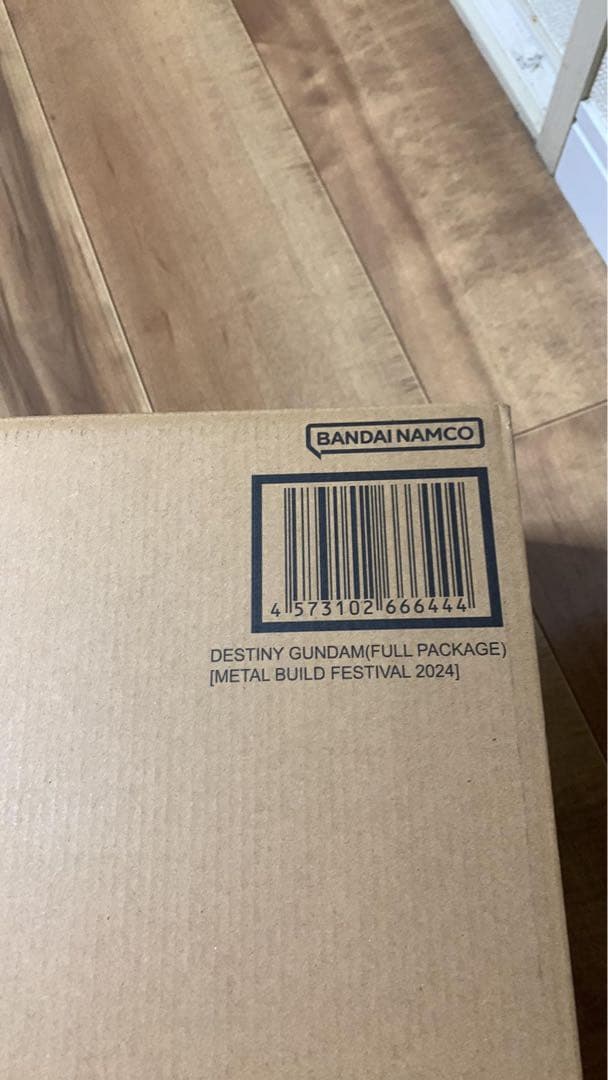 BANDAI NAMCO
4 573102 666444
DESTINY GUNDAM(FULL PACKAGE)
[METAL BUILD FESTIVAL 2024]